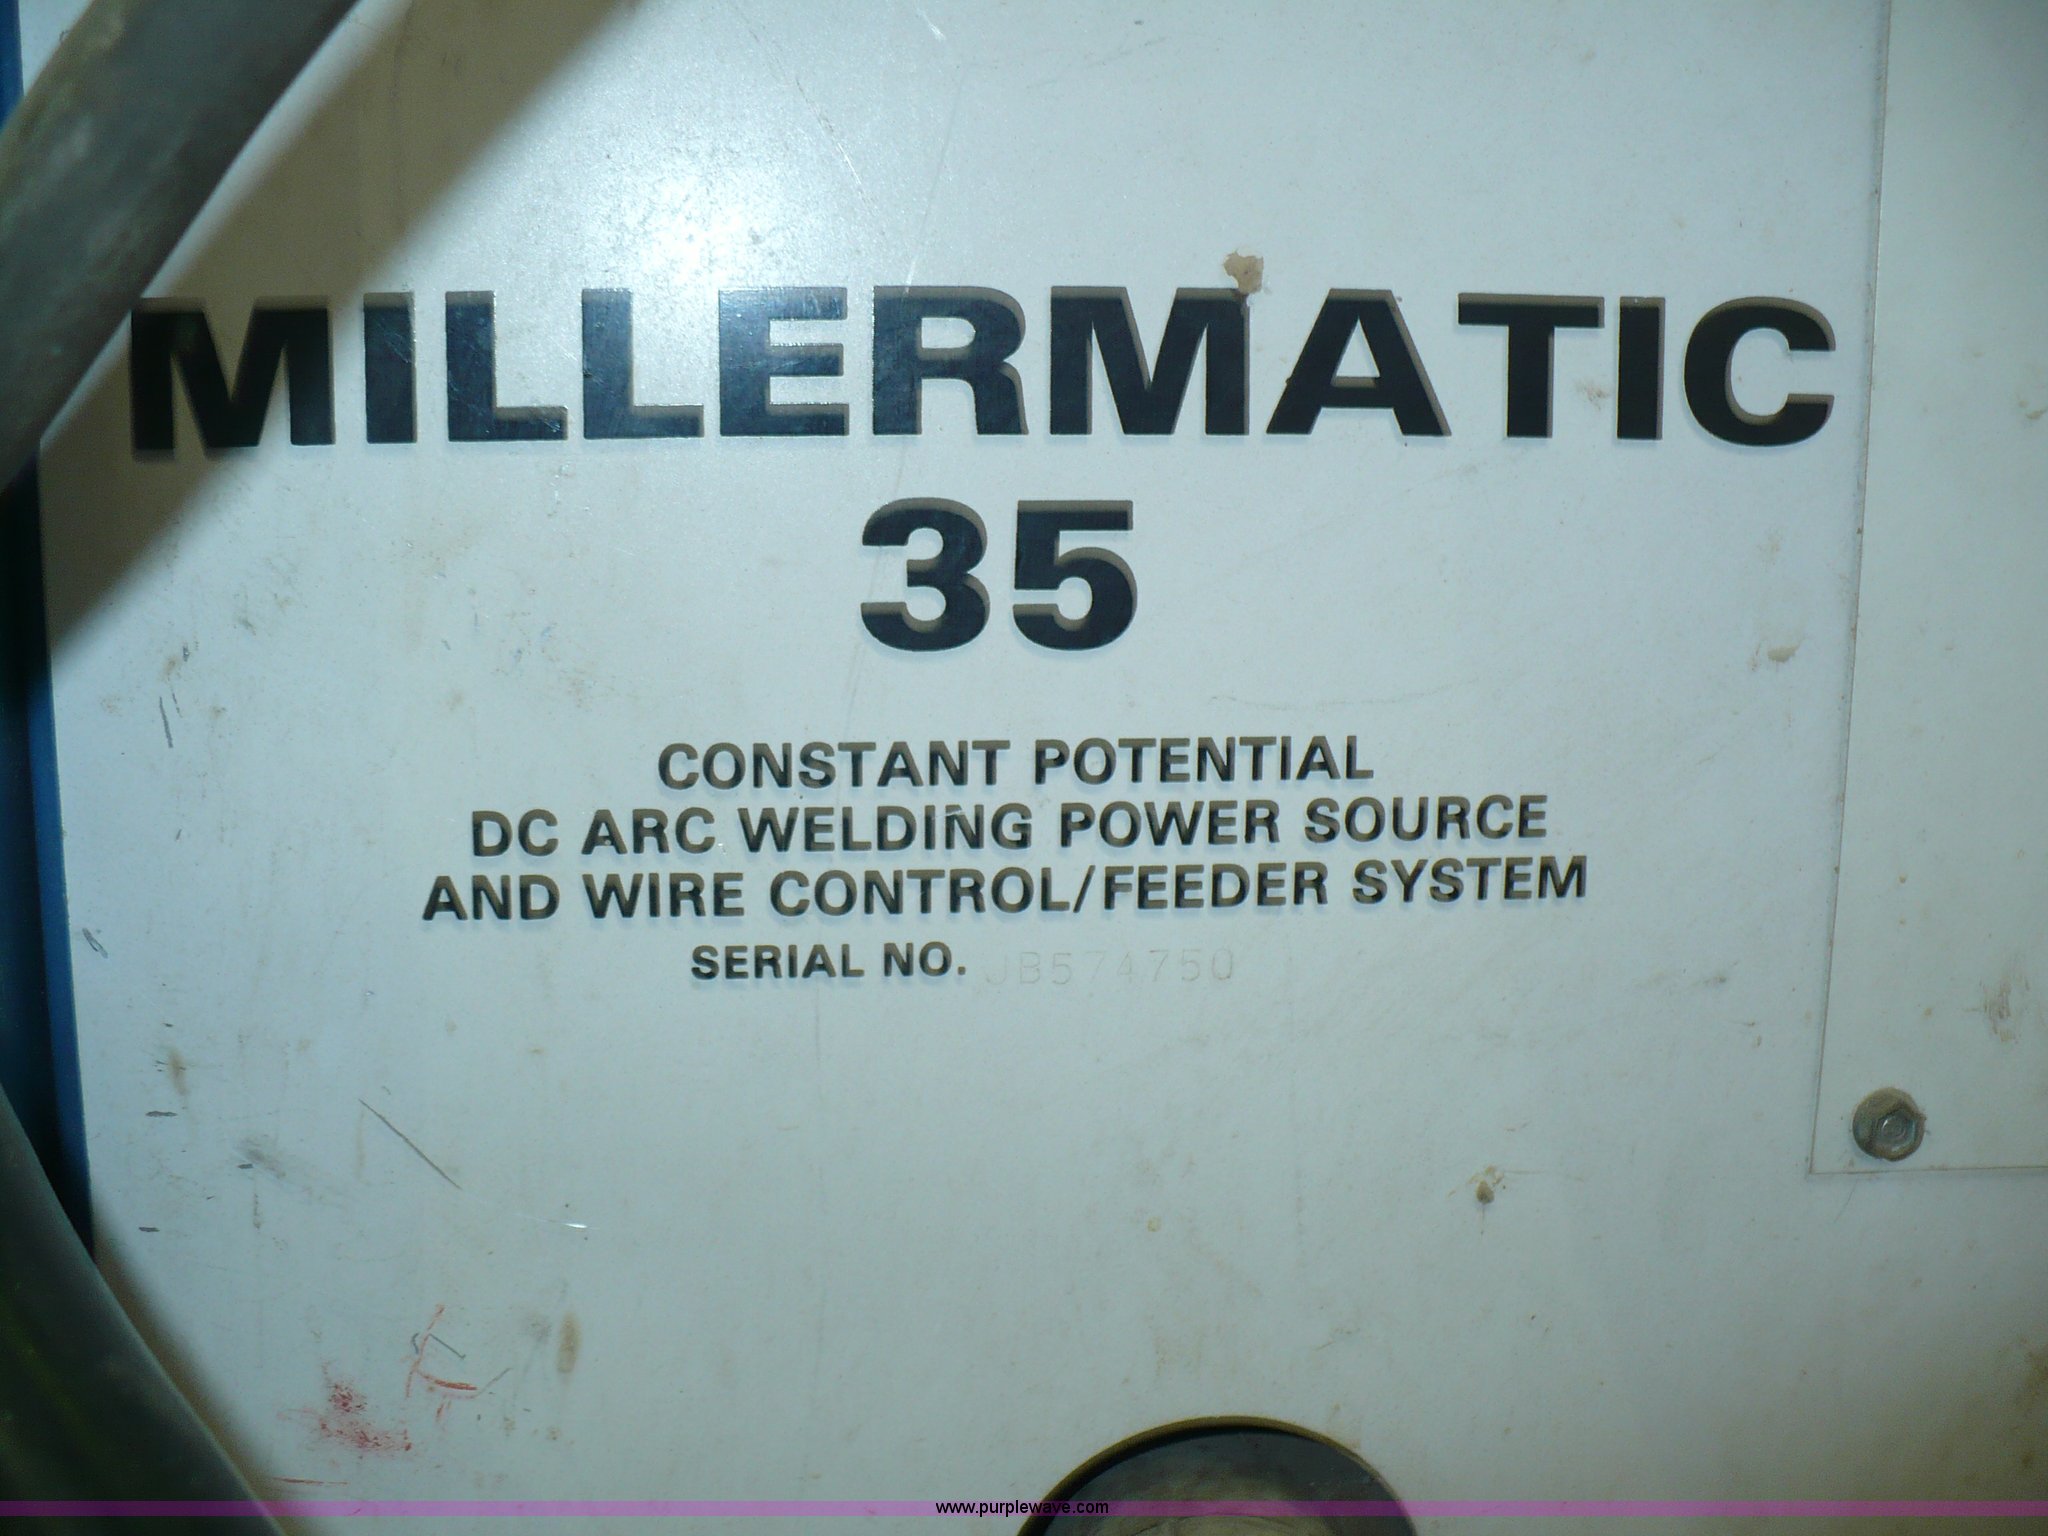 MILLERMATIC
35
CONSTANT POTENTIAL
DC ARC WELDING POWER SOURCE
AND WIRE CONTROL/FEEDER SYSTEM
SERIAL NO. JB574750
www.purplewave.com